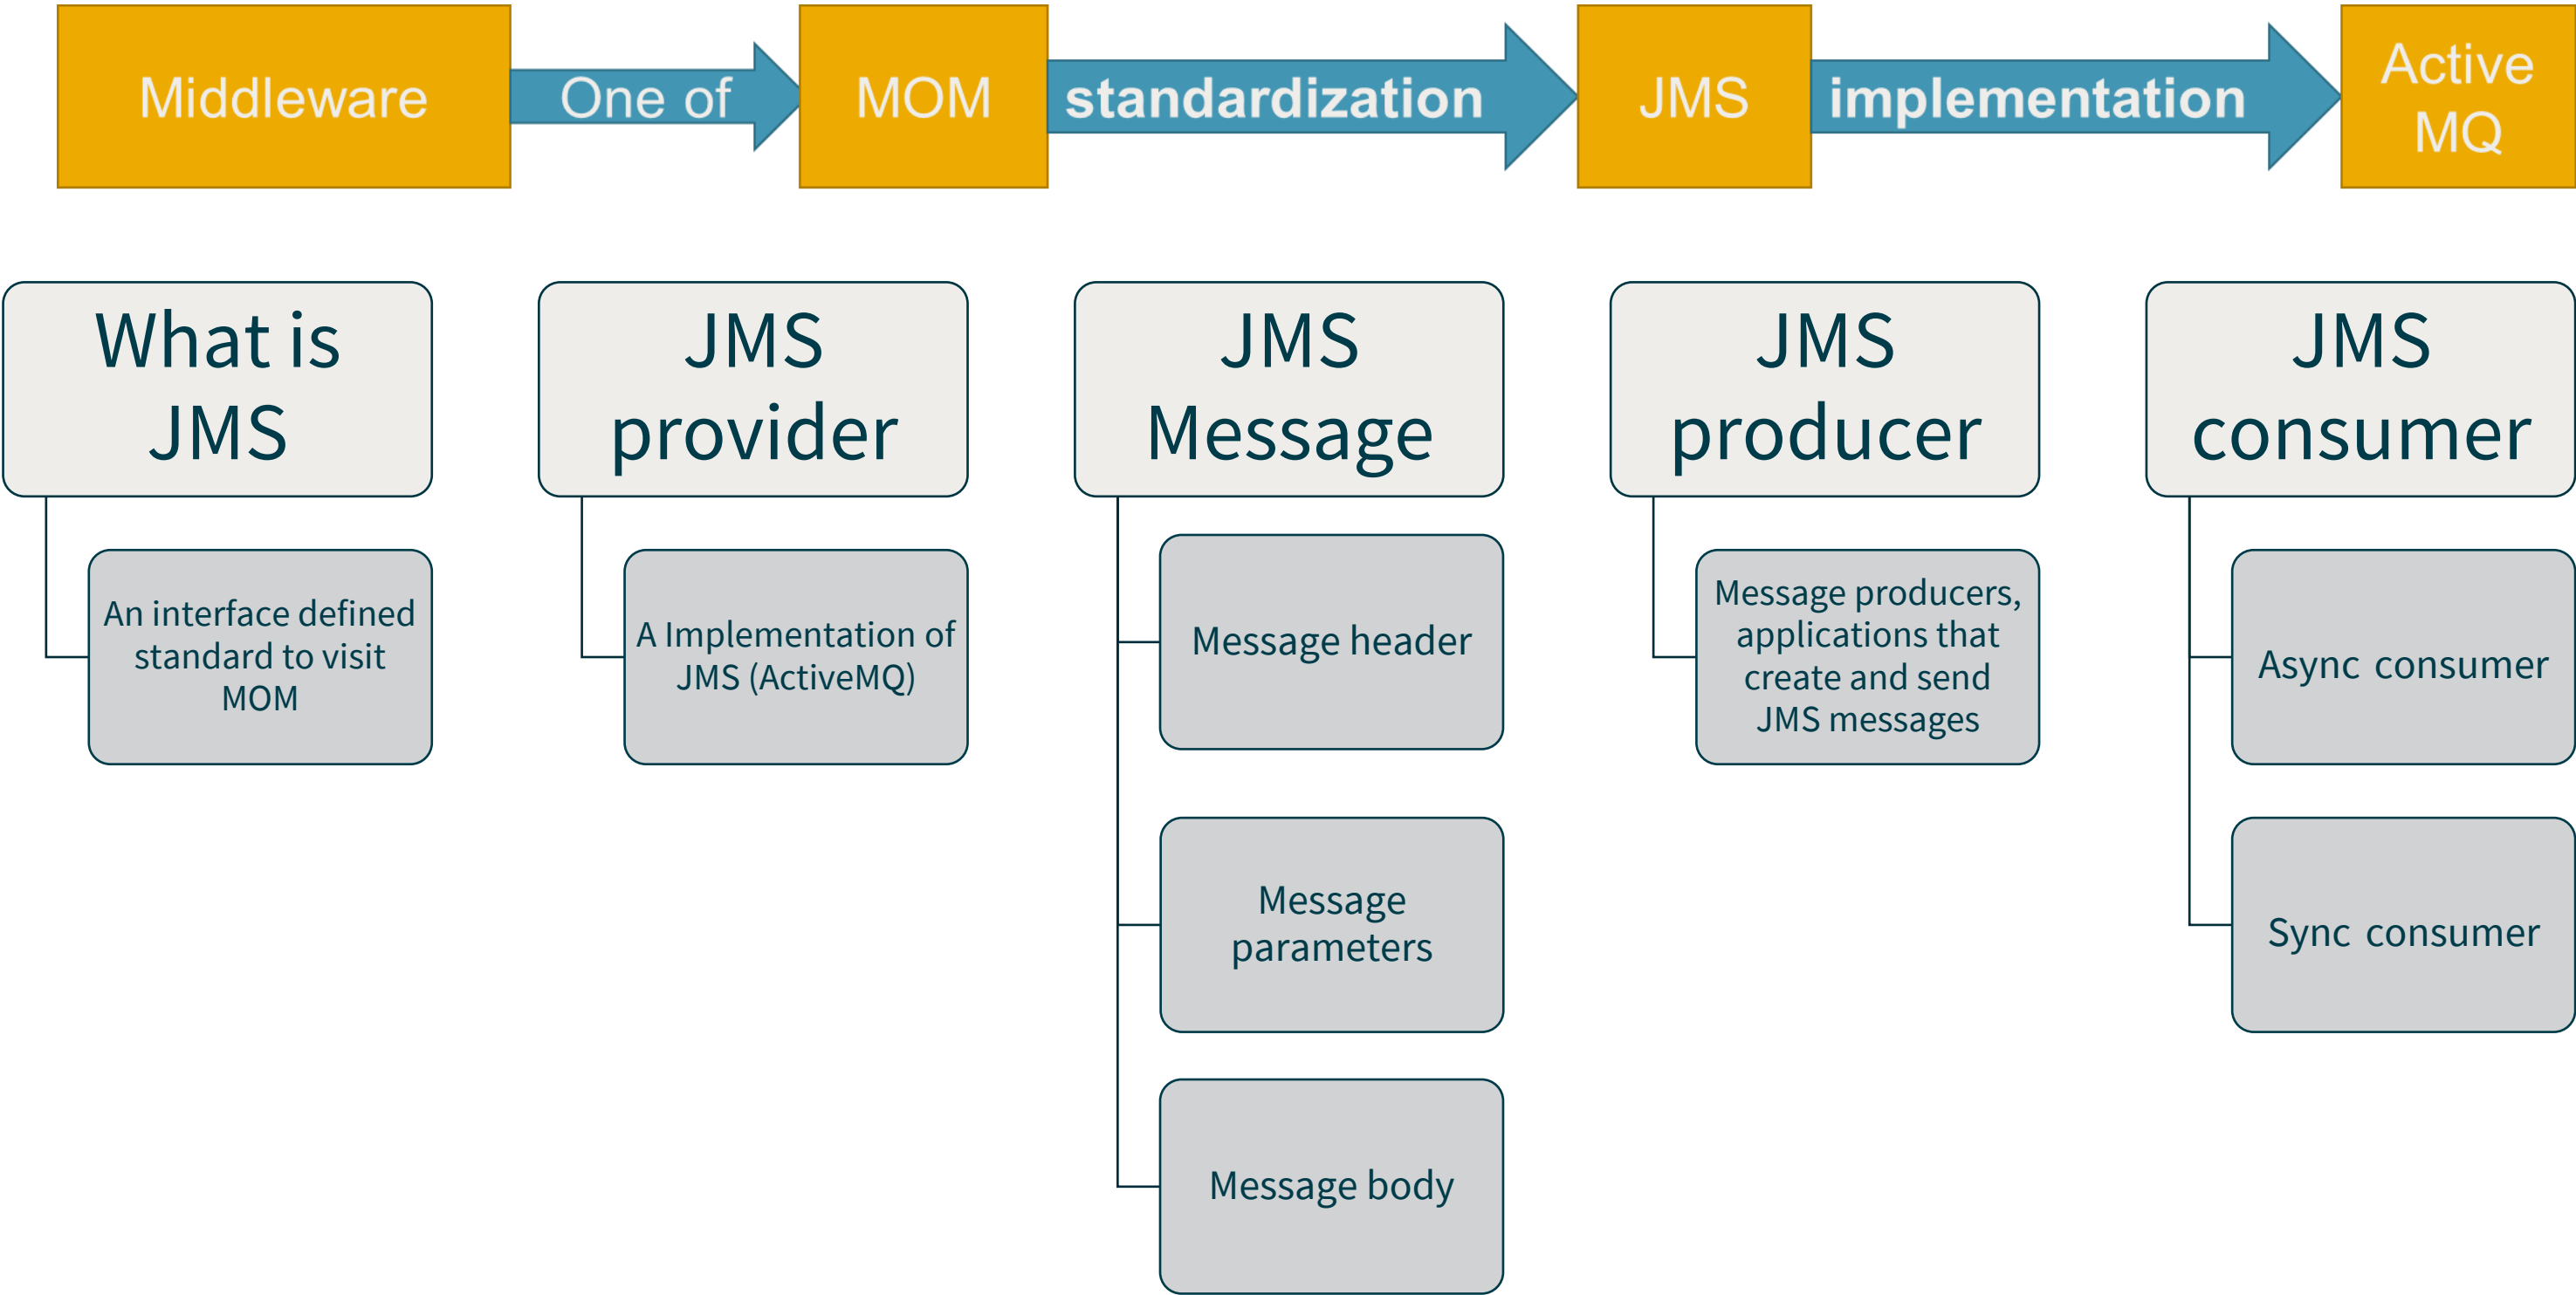 Middleware
One of
MOM
standardization
JMS
implementation
Active
MQ
What is
JMS
An interface defined
standard to visit
MOM
JMS
provider
A Implementation of
JMS (ActiveMQ)
JMS
Message
Message header
Message
parameters
Message body
JMS
producer
Message producers,
applications that
create and send
JMS messages
JMS
consumer
Async consumer
Sync consumer